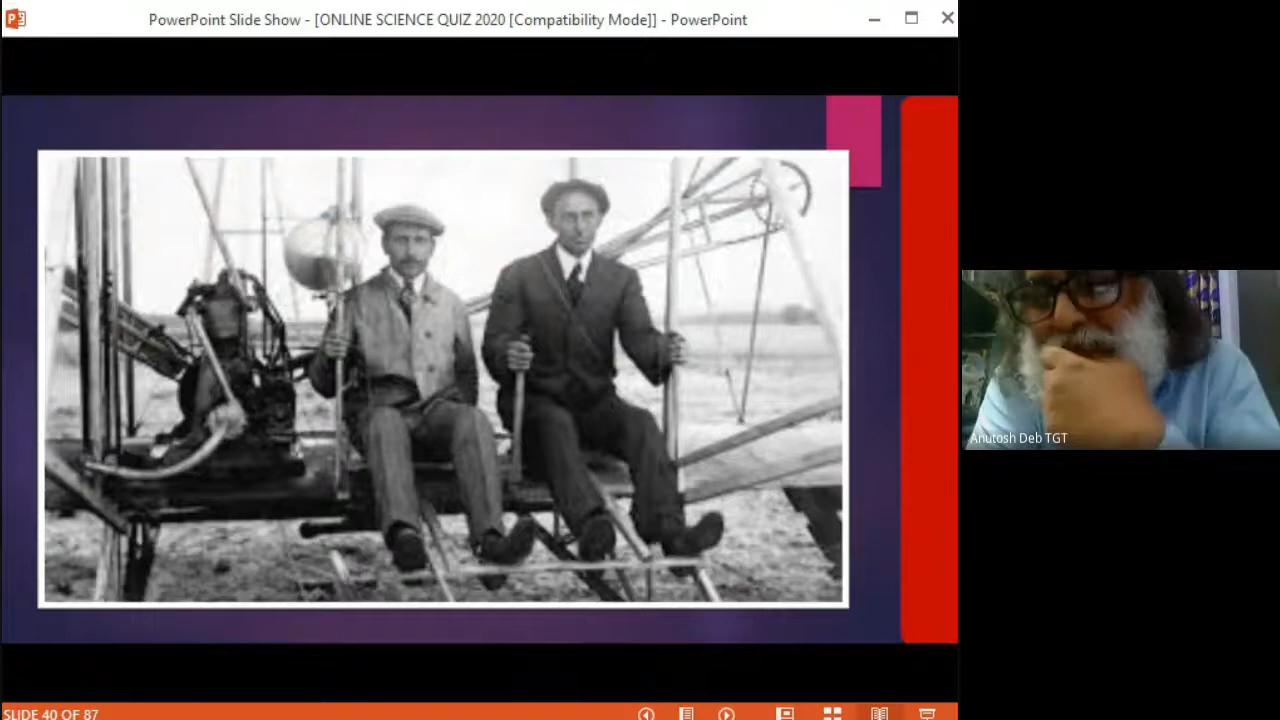 PowerPoint Slide Show - [ONLINE SCIENCE QUIZ 2020 [Compatibility Mode]] - PowerPoint
Anutosh Deb TGT
SLIDE 40 OF 87